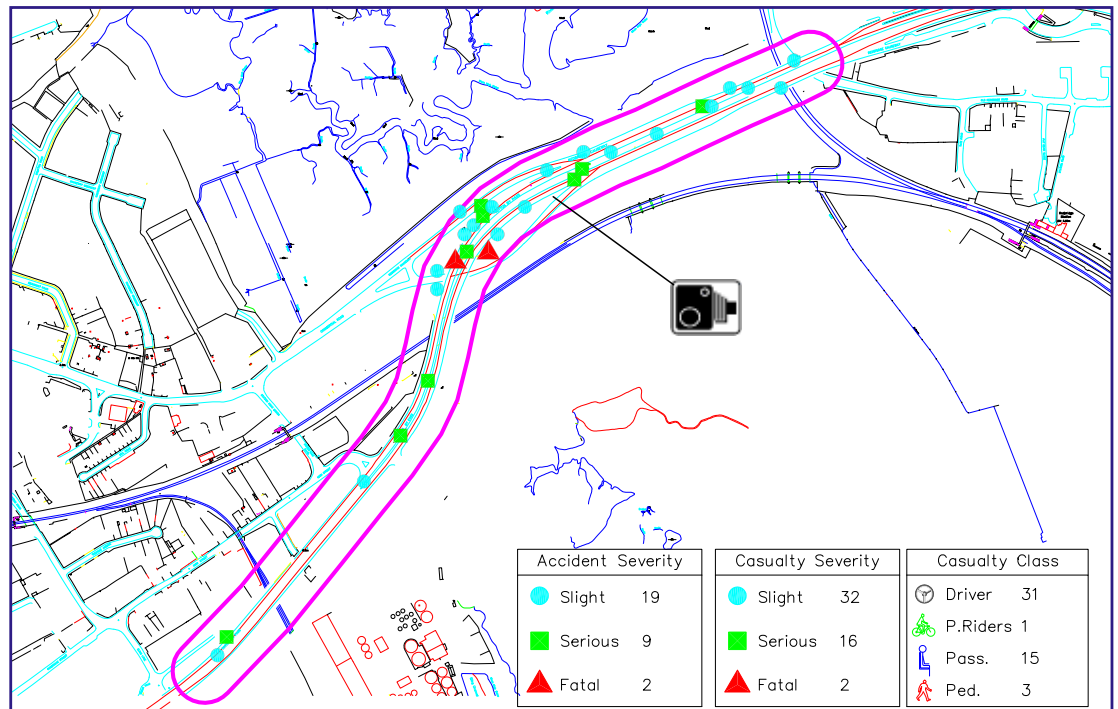 Accident Severity
Slight 19
Serious 9
Fatal 2
Casualty Severity
Slight 32
Serious 16
Fatal 2
Casualty Class
Driver 31
P.Riders 1
Pass. 15
Ped. 3